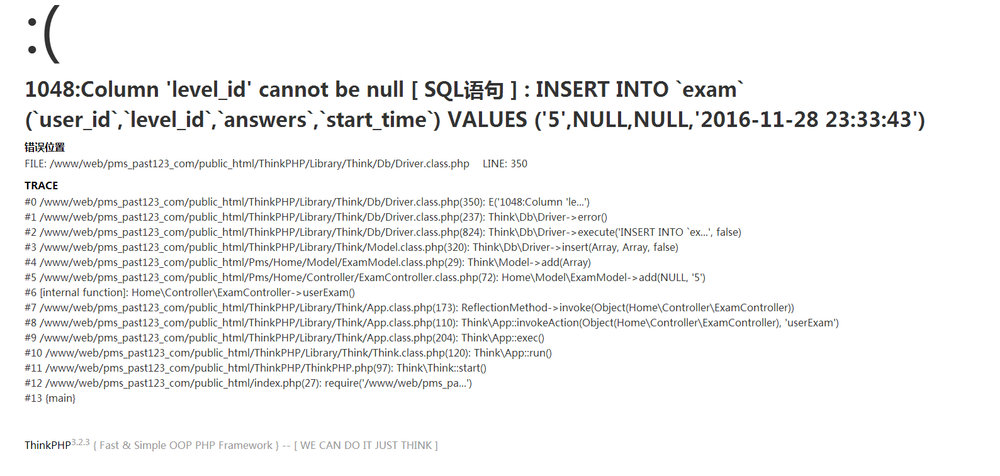 :(
1048:Column 'level_id' cannot be null [ SQL语句 ] : INSERT INTO `exam`
(`user_id`,`level_id`,`answers`,`start_time`) VALUES ('5',NULL,NULL,'2016-11-28 23:33:43')
错误位置
FILE: /www/web/pms_past123_com/public_html/ThinkPHP/Library/Think/Db/Driver.class.php LINE: 350
TRACE
#0 /www/web/pms_past123_com/public_html/ThinkPHP/Library/Think/Db/Driver.class.php(350): E('1048:Column 'le...')
#1 /www/web/pms_past123_com/public_html/ThinkPHP/Library/Think/Db/Driver.class.php(237): Think\Db\Driver->error()
#2 /www/web/pms_past123_com/public_html/ThinkPHP/Library/Think/Db/Driver.class.php(824): Think\Db\Driver->execute('INSERT INTO `ex...', false)
#3 /www/web/pms_past123_com/public_html/ThinkPHP/Library/Think/Model.class.php(320): Think\Db\Driver->insert(Array, Array, false)
#4 /www/web/pms_past123_com/public_html/Pms/Home/Model/ExamModel.class.php(29): Think\Model->add(Array)
#5 /www/web/pms_past123_com/public_html/Pms/Home/Controller/ExamController.class.php(72): Home\Model\ExamModel->add(NULL, '5')
#6 [internal function]: Home\Controller\ExamController->userExam()
#7 /www/web/pms_past123_com/public_html/ThinkPHP/Library/Think/App.class.php(173): ReflectionMethod->invoke(Object(Home\Controller\ExamController))
#8 /www/web/pms_past123_com/public_html/ThinkPHP/Library/Think/App.class.php(110): Think\App::invokeAction(Object(Home\Controller\ExamController), 'userExam')
#9 /www/web/pms_past123_com/public_html/ThinkPHP/Library/Think/App.class.php(204): Think\App::exec()
#10 /www/web/pms_past123_com/public_html/ThinkPHP/Library/Think/Think.class.php(120): Think\App::run()
#11 /www/web/pms_past123_com/public_html/ThinkPHP/ThinkPHP.php(97): Think\Think::start()
#12 /www/web/pms_past123_com/public_html/index.php(27): require('/www/web/pms_pa...')
#13 {main}
ThinkPHP3.2.3 { Fast & Simple OOP PHP Framework } -- [ WE CAN DO IT JUST THINK ]